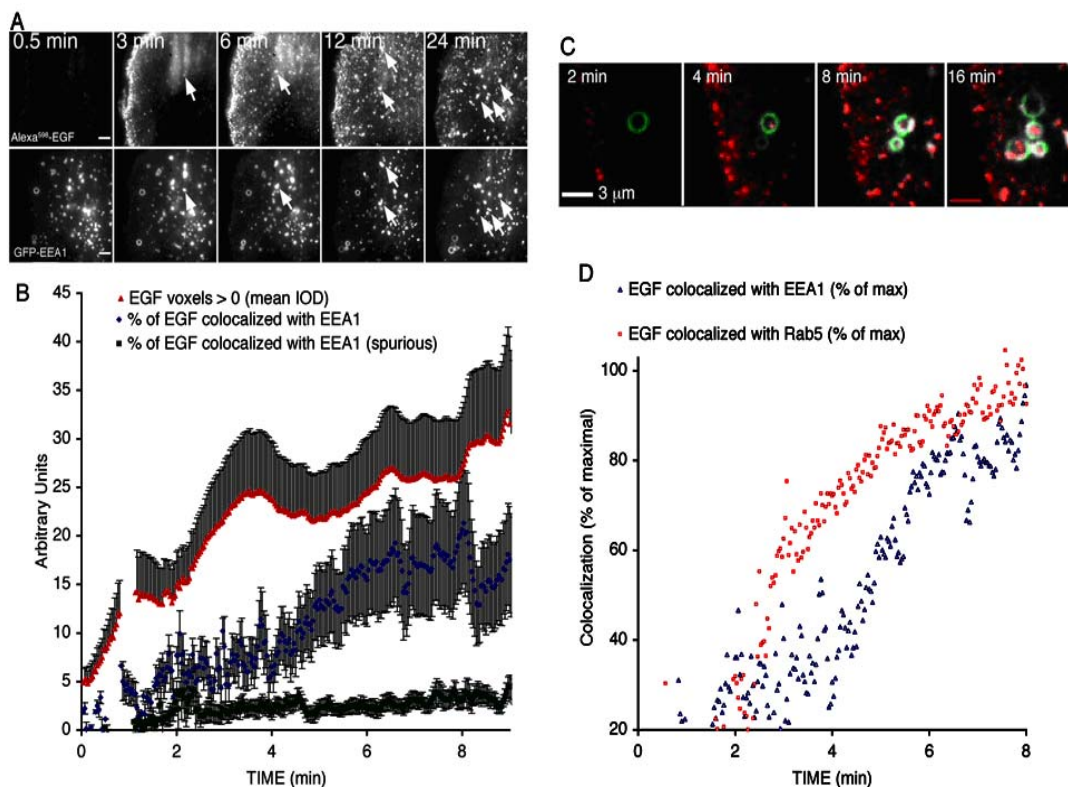 A
0.5 min
3 min
6 min
12 min
24 min
-EGF
GFP-EEA1
B
EGF voxels > 0 (mean IOD)
% of EGF colocalized with EEA1
% of EGF colocalized with EEA1 (spurious)
Arbitrary Units
45
40
35
30
25
20
15
10
5
0
0 2 4 6 8
TIME (min)
C
2 min
4 min
8 min
16 min
3 μm
D
EGF colocalized with EEA1 (% of max)
EGF colocalized with Rab5 (% of max)
Colocalization (% of maximal)
100
80
60
40
20
0 2 4 6 8
TIME (min)